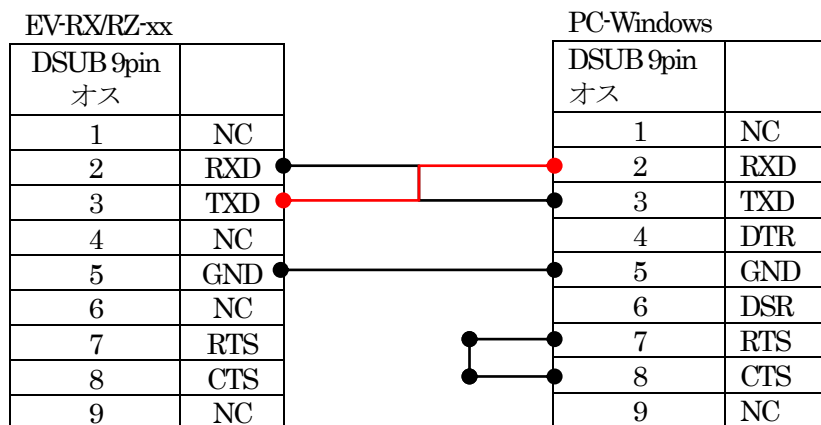 EV-RX/RZ-xx
DSUB 9pin
オス
1 NC
2 RXD
3 TXD
4 NC
5 GND
6 NC
7 RTS
8 CTS
9 NC
PC-Windows
DSUB 9pin
オス
1 NC
2 RXD
3 TXD
4 DTR
5 GND
6 DSR
7 RTS
8 CTS
9 NC